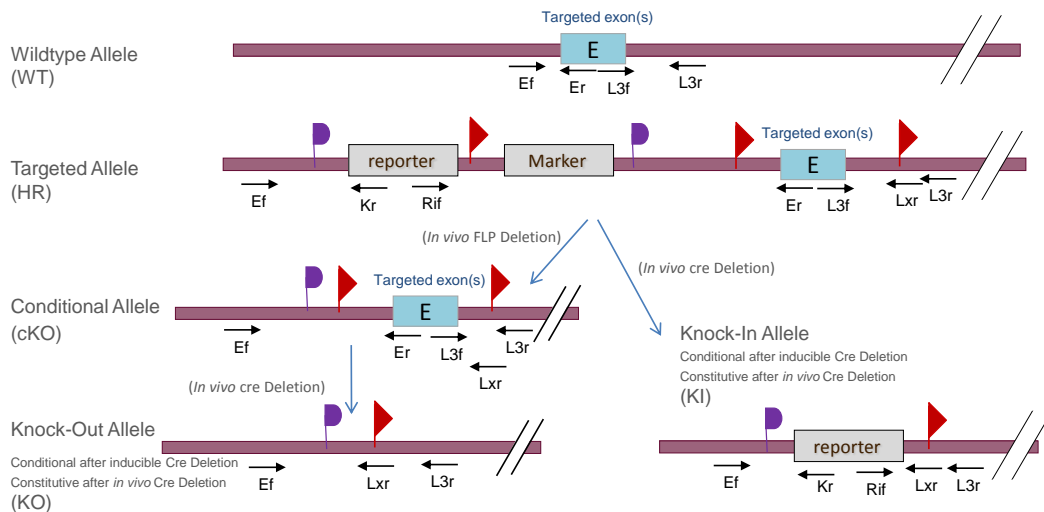 Targeted exon(s)
Wildtype Allele
(WT)
E
Ef
Er
L3f
L3r
Targeted exon(s)
Targeted Allele
(HR)
reporter
Marker
E
Ef
Kr
Rif
Er
L3f
Lxr
L3r
(In vivo FLP Deletion)
(In vivo cre Deletion)
Conditional Allele
(cKO)
Targeted exon(s)
E
Ef
Er
L3f
L3r
Lxr
(In vivo cre Deletion)
Knock-Out Allele
Conditional after inducible Cre Deletion
Constitutive after in vivo Cre Deletion
(KO)
Ef
Lxr
L3r
Knock-In Allele
Conditional after inducible Cre Deletion
Constitutive after in vivo Cre Deletion
(KI)
reporter
Ef
Kr
Rif
Lxr
L3r